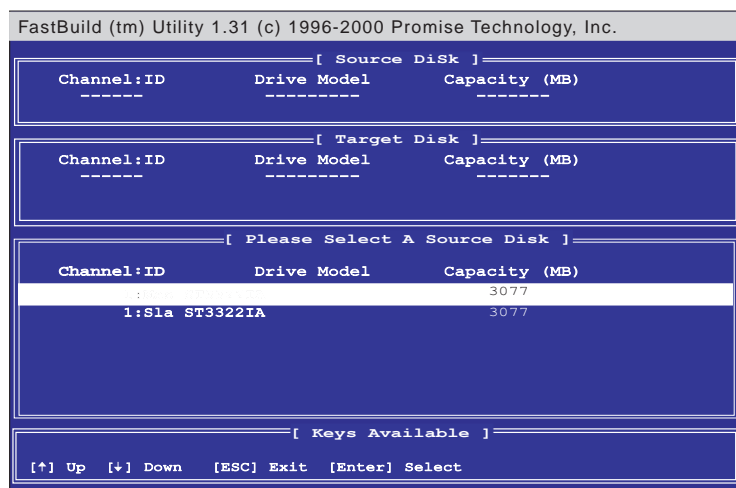 FastBuild (tm) Utility 1.31 (c) 1996-2000 Promise Technology, Inc.
[ Source DiSk ]
Channel:ID Drive Model Capacity (MB)
------ --------- -------
[ Target Disk ]
Channel:ID Drive Model Capacity (MB)
------ --------- -------
[ Please Select A Source Disk ]
Channel:ID Drive Model Capacity (MB)
: 3077
1:Sla ST3322IA 3077
[ Keys Available ]
[↑] Up [↓] Down [ESC] Exit [Enter] Select